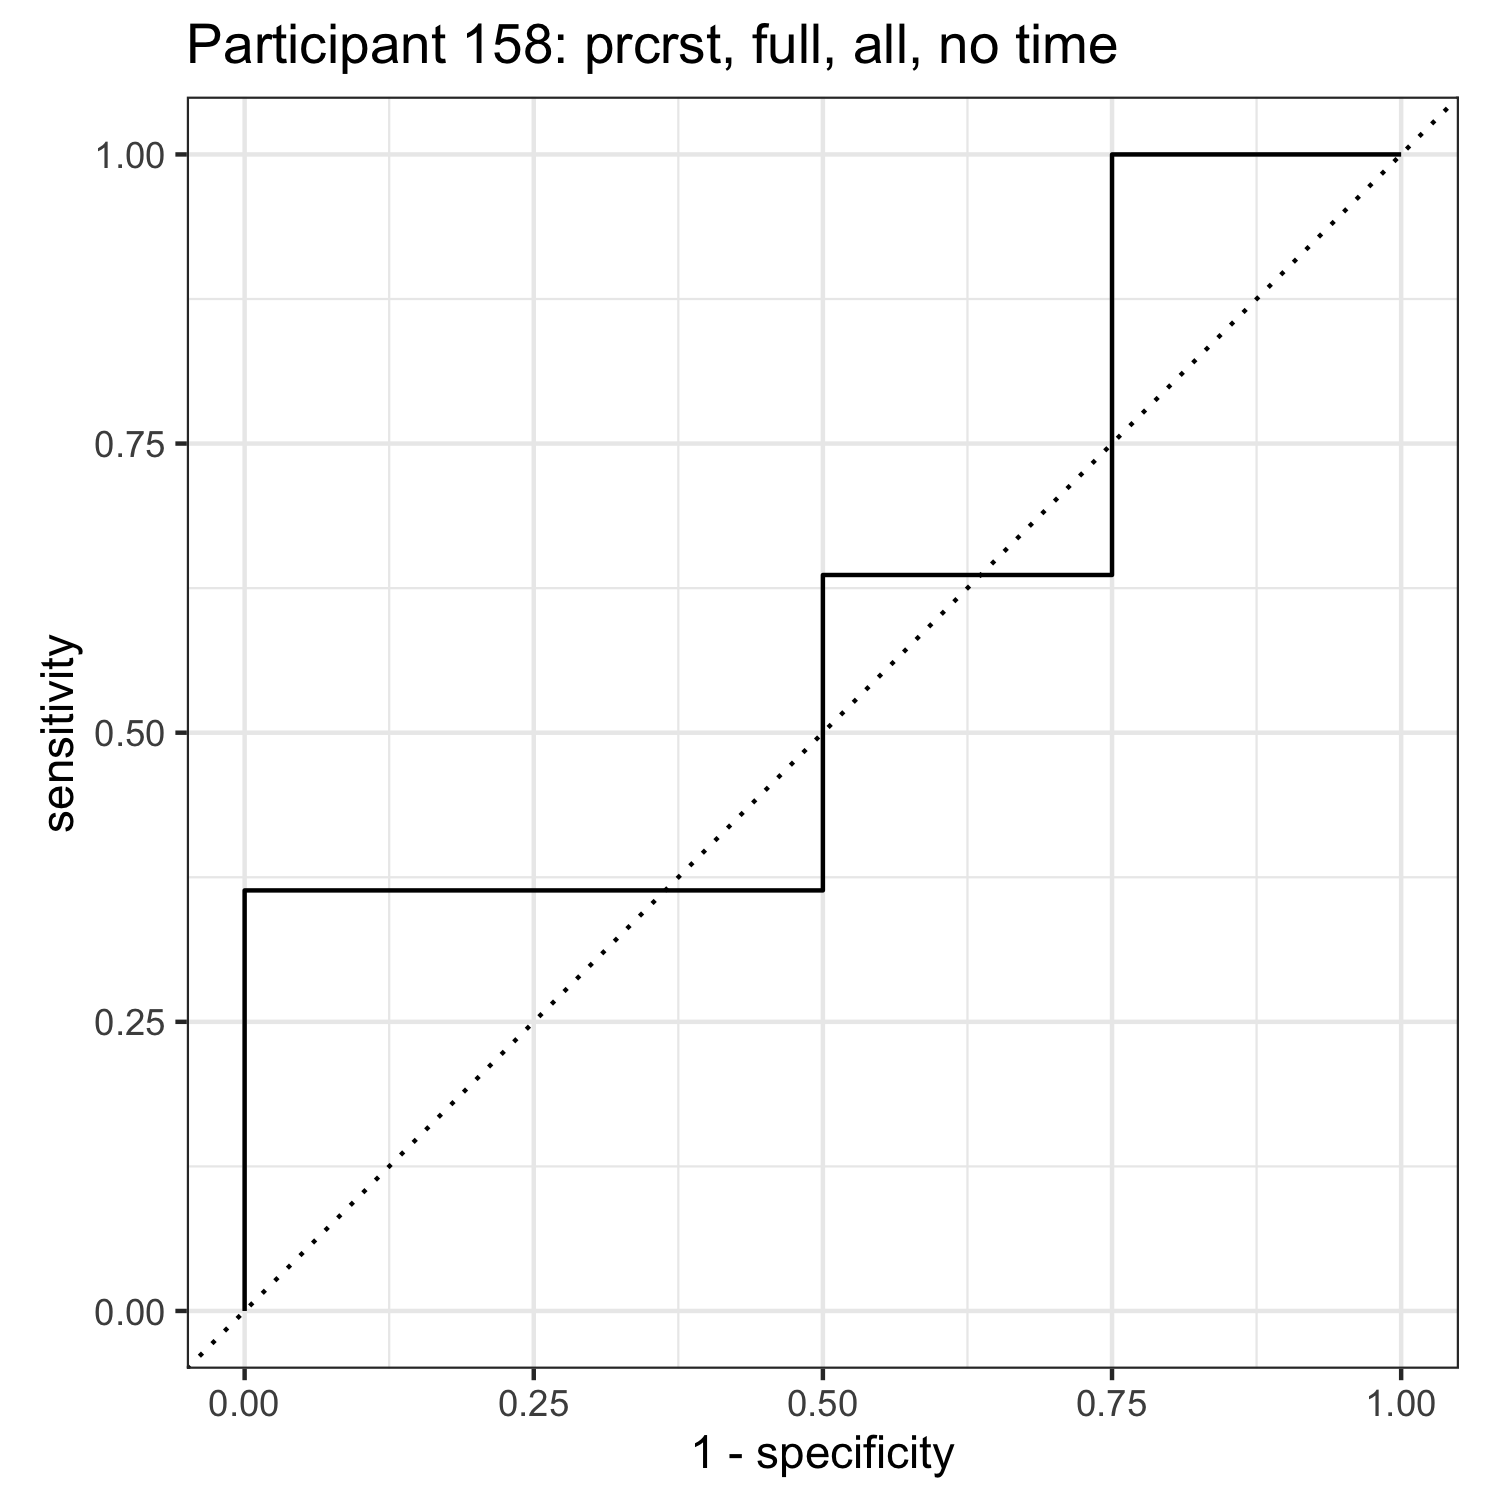 Participant 158: prcrst, full, all, no time
1.00
0.75
0.50
0.25
0.00
sensitivity
0.00 0.25 0.50 0.75 1.00
1 - specificity